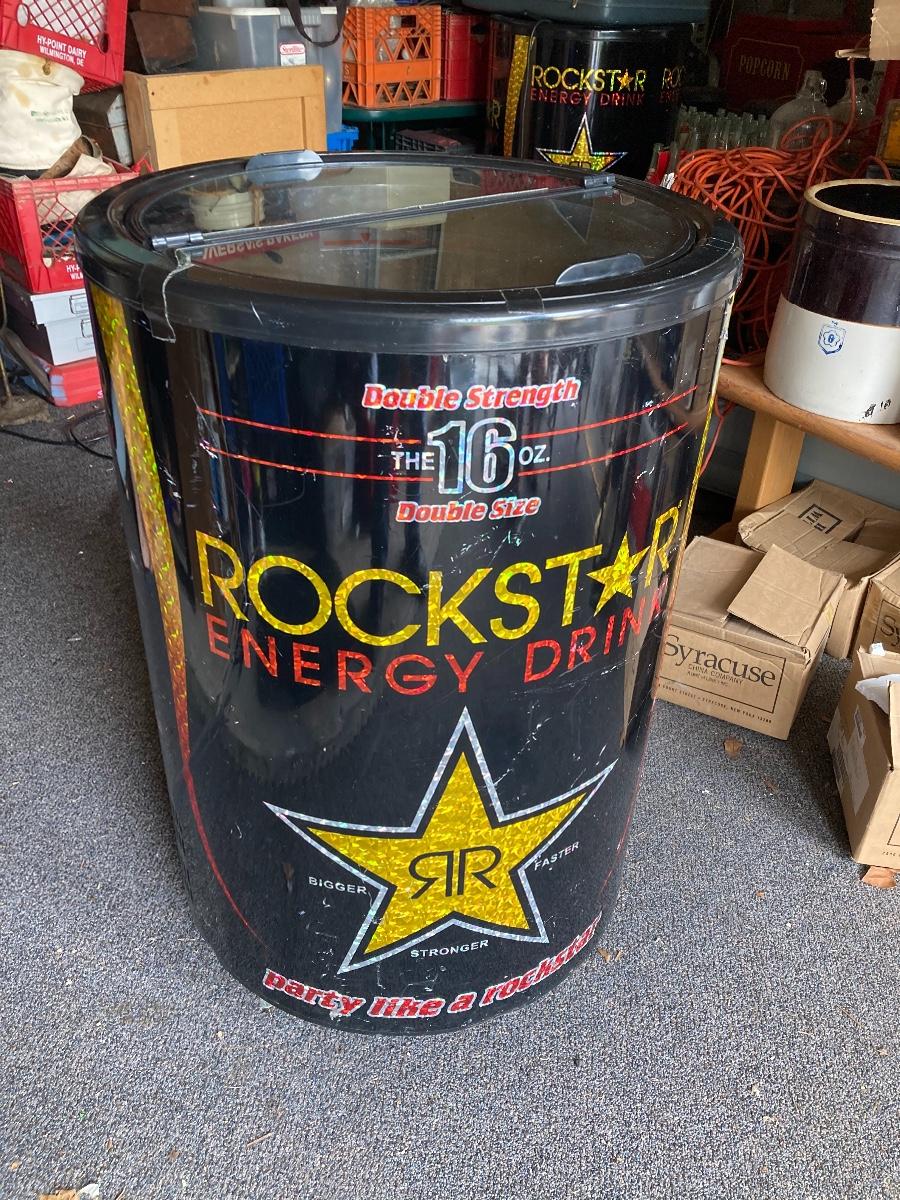 HY-POINT DAIRY
WILMINGTON, DE
Sterilite
ROCKSTAR
ENERGY DRINK
POPCORN
Double Strength
THE 16 OZ.
Double Size
ROCKSTAR
ENERGY DRINK
BIGGER
FASTER
STRONGER
party like a rockstar
Syracuse
CHINA COMPANY